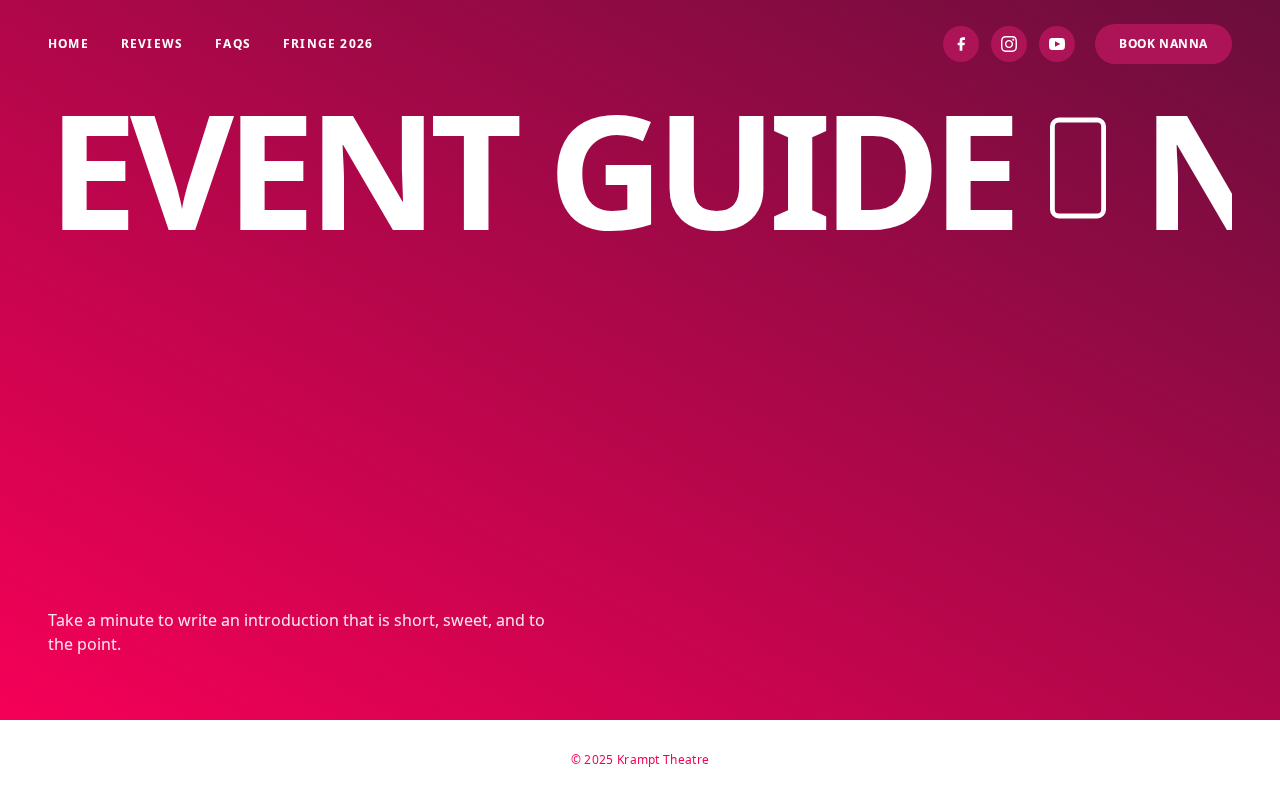 HOME REVIEWS FAQS FRINGE 2026 BOOK NANNA
EVENT GUIDE N
Take a minute to write an introduction that is short, sweet, and to
the point.
© 2025 Krampt Theatre